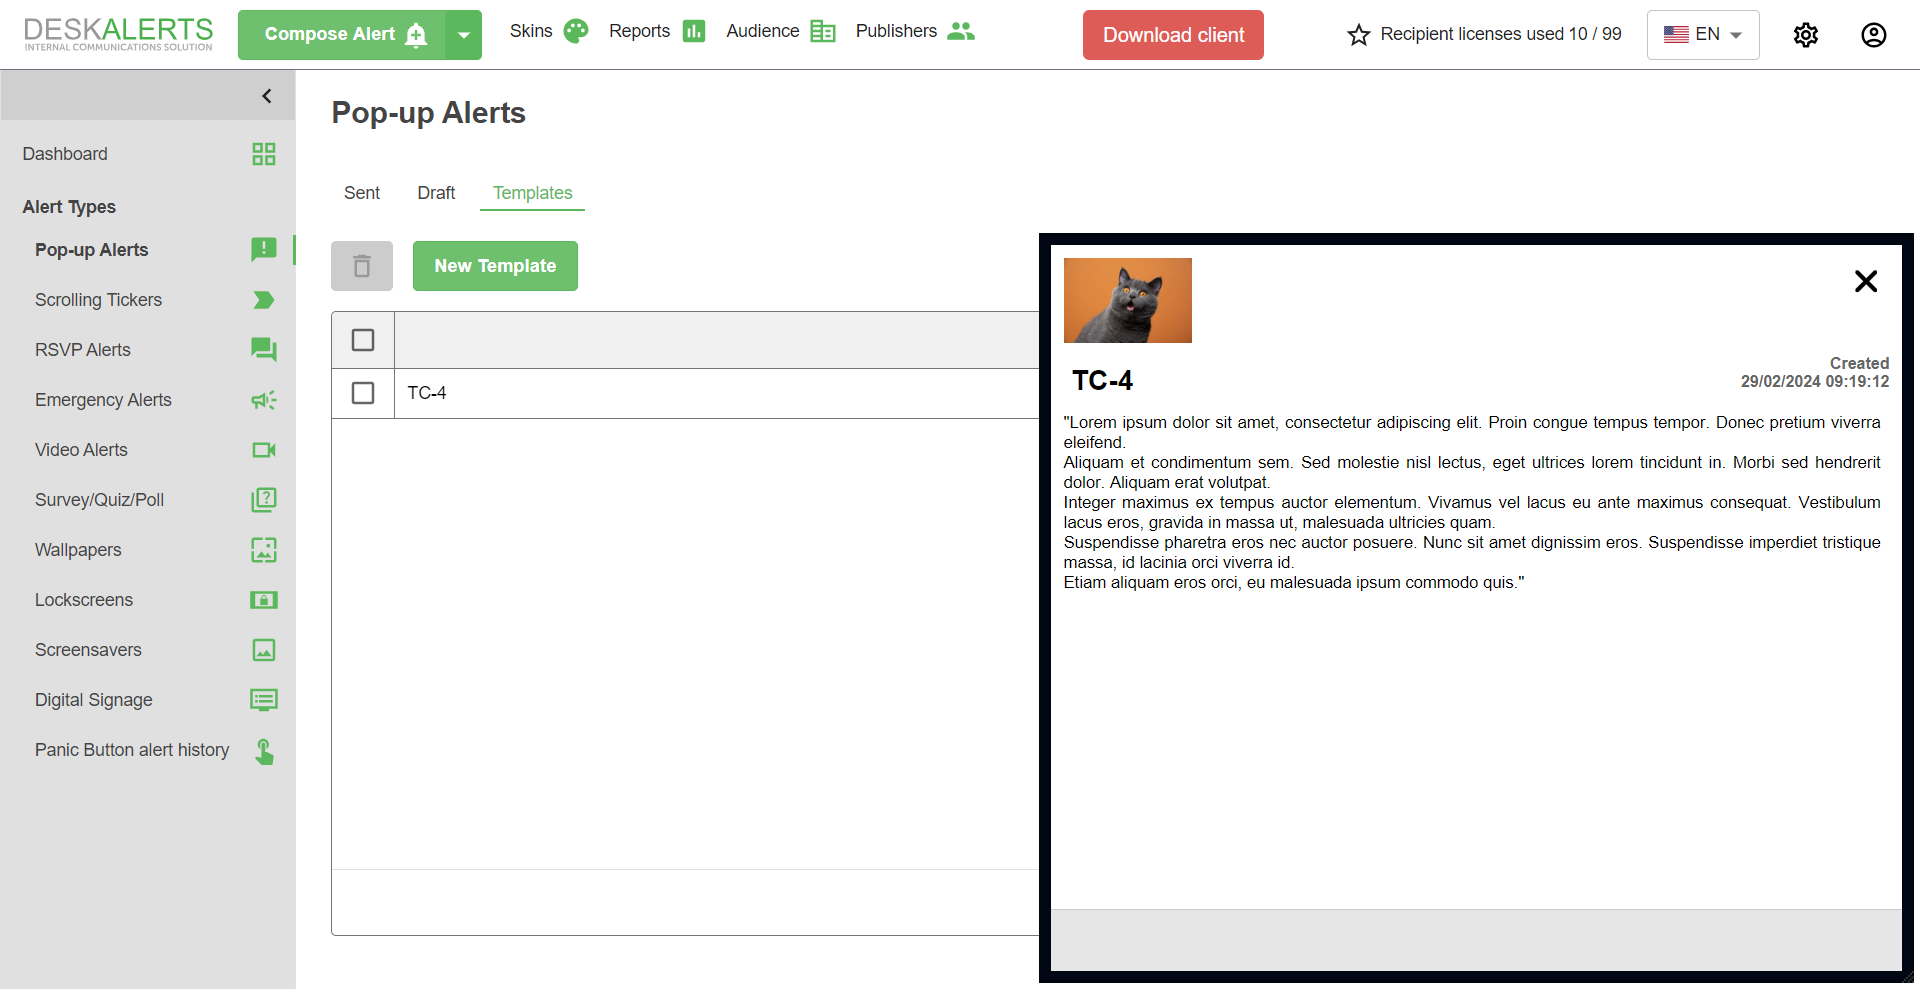 DESKALERTS
INTERNAL COMMUNICATIONS SOLUTION
Compose Alert
Skins
Reports
Audience
Publishers
Download client
Recipient licenses used 10 / 99
EN
Dashboard
Alert Types
Pop-up Alerts
Scrolling Tickers
RSVP Alerts
Emergency Alerts
Video Alerts
Survey/Quiz/Poll
Wallpapers
Lockscreens
Screensavers
Digital Signage
Panic Button alert history
Pop-up Alerts
Sent
Draft
Templates
New Template
TC-4
TC-4
Created
29/02/2024 09:19:12
"Lorem ipsum dolor sit amet, consectetur adipiscing elit. Proin congue tempus tempor. Donec pretium viverra
eleifend.
Aliquam et condimentum sem. Sed molestie nisl lectus, eget ultrices lorem tincidunt in. Morbi sed hendrerit
dolor. Aliquam erat volutpat.
Integer maximus ex tempus auctor elementum. Vivamus vel lacus eu ante maximus consequat. Vestibulum
lacus eros, gravida in massa ut, malesuada ultricies quam.
Suspendisse pharetra eros nec auctor posuere. Nunc sit amet dignissim eros. Suspendisse imperdiet tristique
massa, id lacinia orci viverra id.
Etiam aliquam eros orci, eu malesuada ipsum commodo quis."